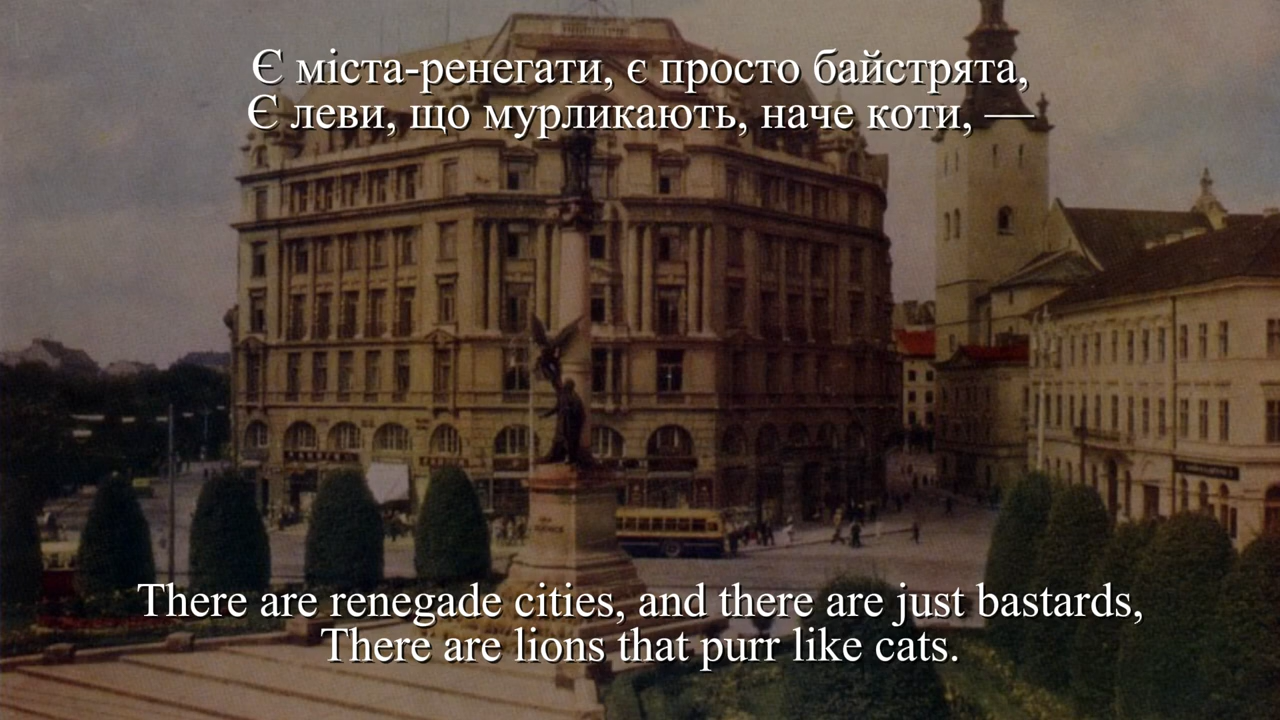 Є міста-ренегати, є просто байстрята,
Є леви, що мурликають, наче коти, —
There are renegade cities, and there are just bastards,
There are lions that purr like cats.